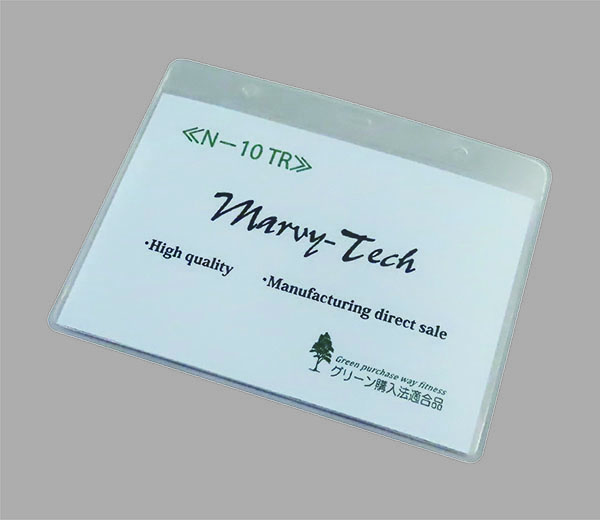 ≪N－10 TR≫
Marvy-Tech
・High quality
・Manufacturing direct sale
Green purchase way fitness
グリーン購入法適合品